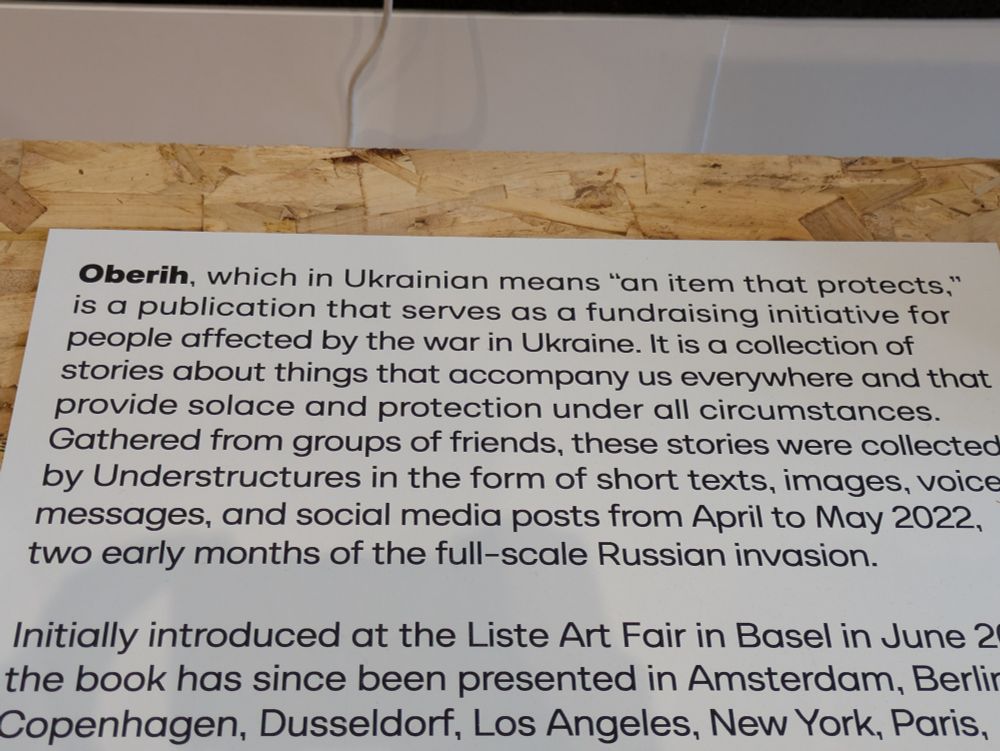 Oberih, which in Ukrainian means “an item that protects,”
is a publication that serves as a fundraising initiative for
people affected by the war in Ukraine. It is a collection of
stories about things that accompany us everywhere and that
provide solace and protection under all circumstances.
Gathered from groups of friends, these stories were collected
by Understructures in the form of short texts, images, voice
messages, and social media posts from April to May 2022,
two early months of the full-scale Russian invasion.
Initially introduced at the Liste Art Fair in Basel in June
the book has since been presented in Amsterdam, Berlin
Copenhagen, Dusseldorf, Los Angeles, New York, Paris,